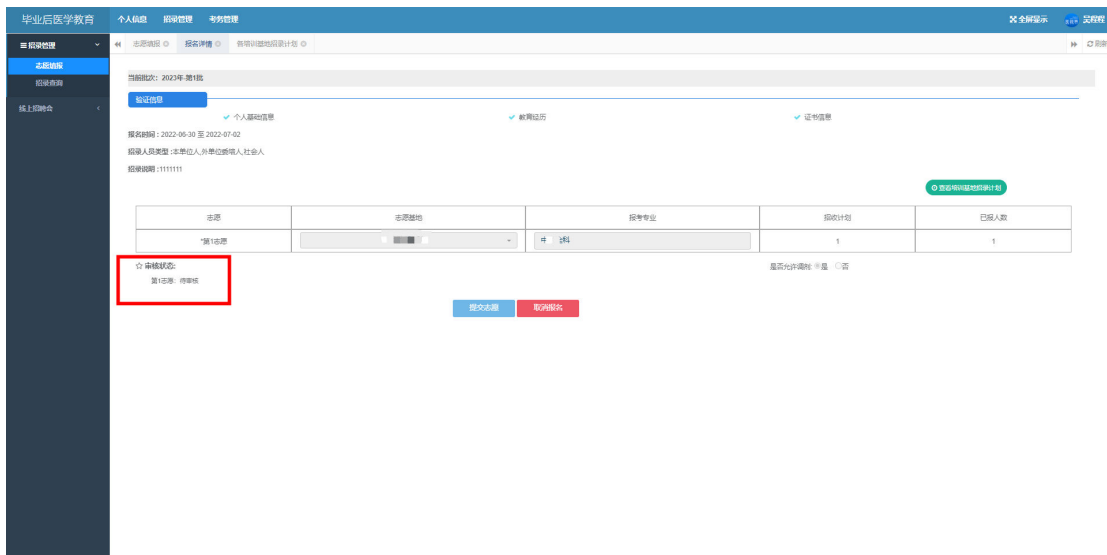 毕业后医学教育 个人信息 招录管理 考务管理 全屏显示 吴程程
招录管理 志愿填报 报名详情 各培训基地招录计划 刷新
志愿填报
招录查询
线上招聘会
当前批次：2023年-第1批
验证信息
个人基础信息 教育经历 证书信息
报名时间：2022-06-30 至 2022-07-02
招录人员类型 :本单位人,外单位委培人,社会人
招录说明 :1111111
查看培训基地招录计划
志愿 志愿基地 报考专业 招收计划 已报人数
*第1志愿 科 1 1
审核状态: 是否允许调剂: 是 否
第1志愿: 待审核
提交志愿 取消报名